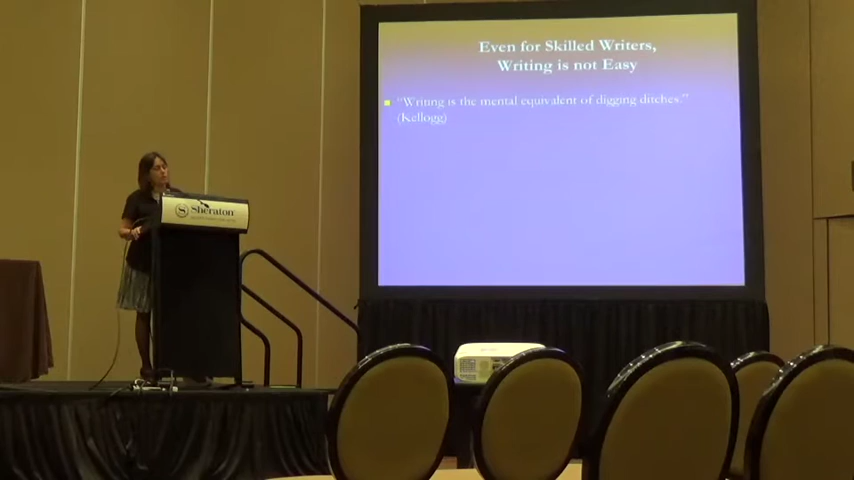 Even for Skilled Writers,
Writing is not Easy
“Writing is the mental equivalent of digging ditches.”
(Kellogg)
S
Sheraton